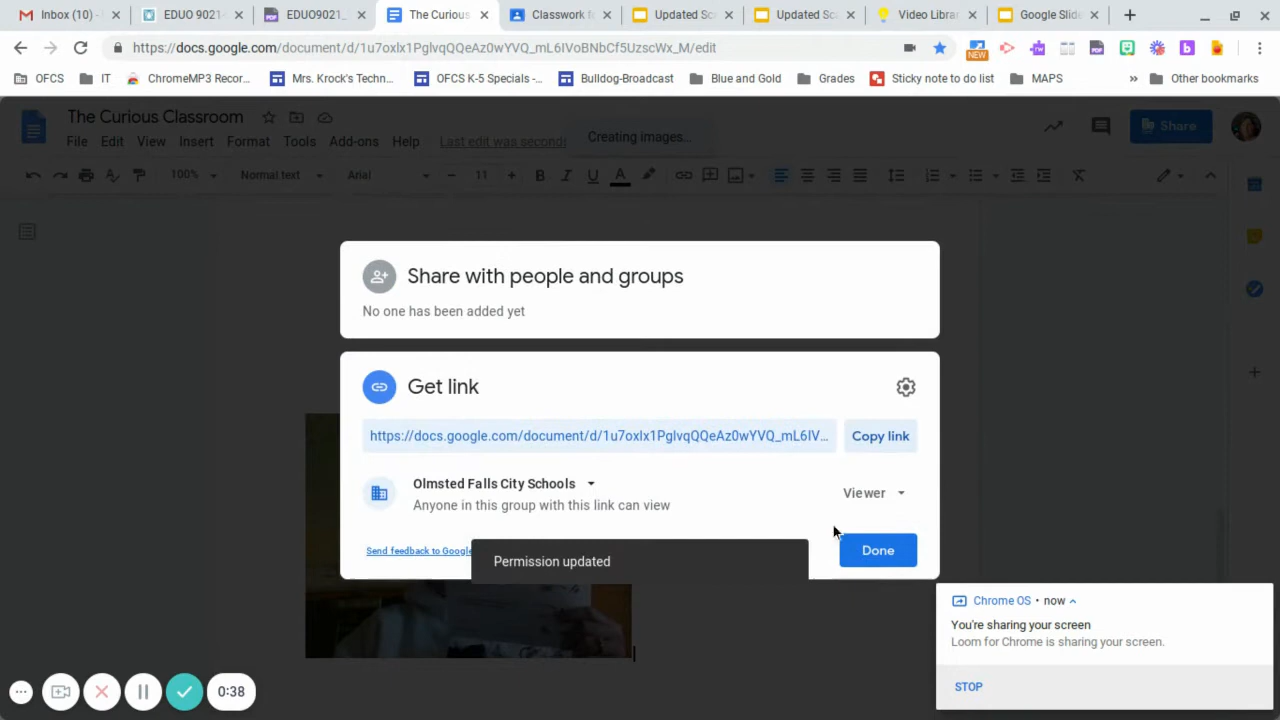 Inbox (10) -
EDUO 9021-
EDUO9021_
The Curious
Classwork f
Updated Sc
Updated Sc
Video Libra
Google Slid
https://docs.google.com/document/d/1u7oxlx1PglvqQQeAz0wYVQ_mL6IVoBNbCf5UzscWx_M/edit
NEW
OFCS
IT
ChromeMP3 Recor...
Mrs. Krock's Techn...
OFCS K-5 Specials -...
Bulldog-Broadcast
Blue and Gold
Grades
Sticky note to do list
MAPS
»
Other bookmarks
The Curious Classroom
File Edit View Insert Format Tools Add-ons Help Last edit was seconds
Creating images...
Share
100% Normal text Arial 11 B I U A
Share with people and groups
No one has been added yet
Get link
https://docs.google.com/document/d/1u7oxlx1PglvqQQeAz0wYVQ_mL6IV...
Copy link
Olmsted Falls City Schools
Anyone in this group with this link can view
Viewer
Send feedback to Google
Permission updated
Done
Chrome OS • now
You're sharing your screen
Loom for Chrome is sharing your screen.
STOP
0:38